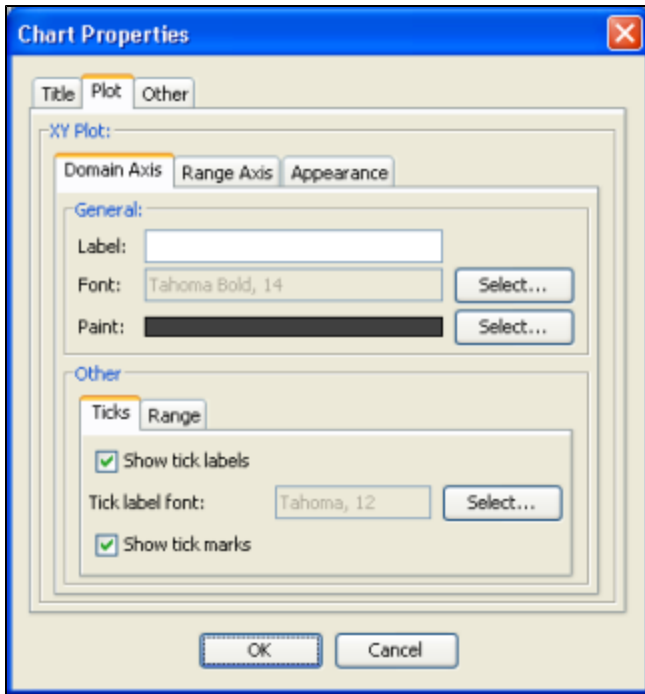 Chart Properties
Title Plot Other
XY Plot:
Domain Axis Range Axis Appearance
General:
Label:
Font: Tahoma Bold, 14 Select...
Paint: Select...
Other
Ticks Range
Show tick labels
Tick label font: Tahoma, 12 Select...
Show tick marks
OK Cancel